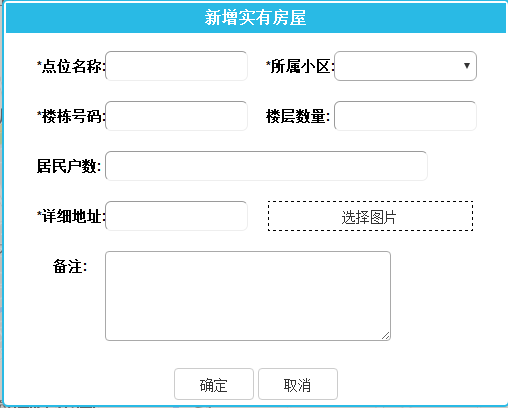 新增实有房屋
*点位名称: *所属小区:
*楼栋号码: 楼层数量:
居民户数:
*详细地址: 选择图片
备注:
确定 取消